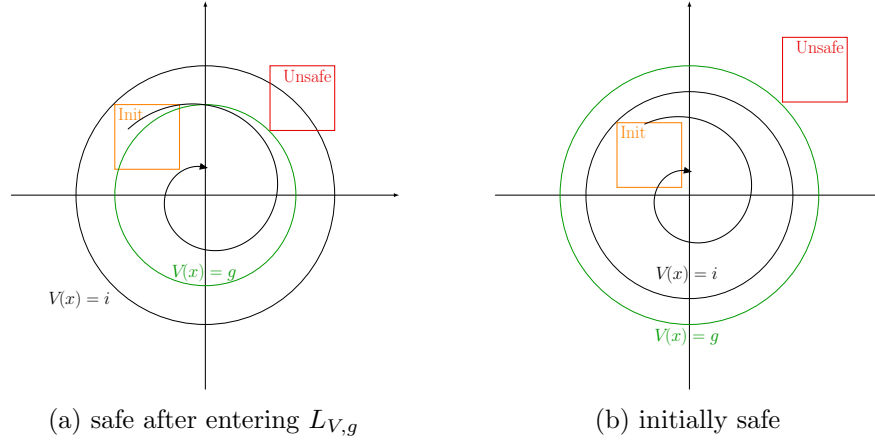 Unsafe
Init
V(x) = g
V(x) = i
(a) safe after entering L_{V,g}
Unsafe
Init
V(x) = i
V(x) = g
(b) initially safe